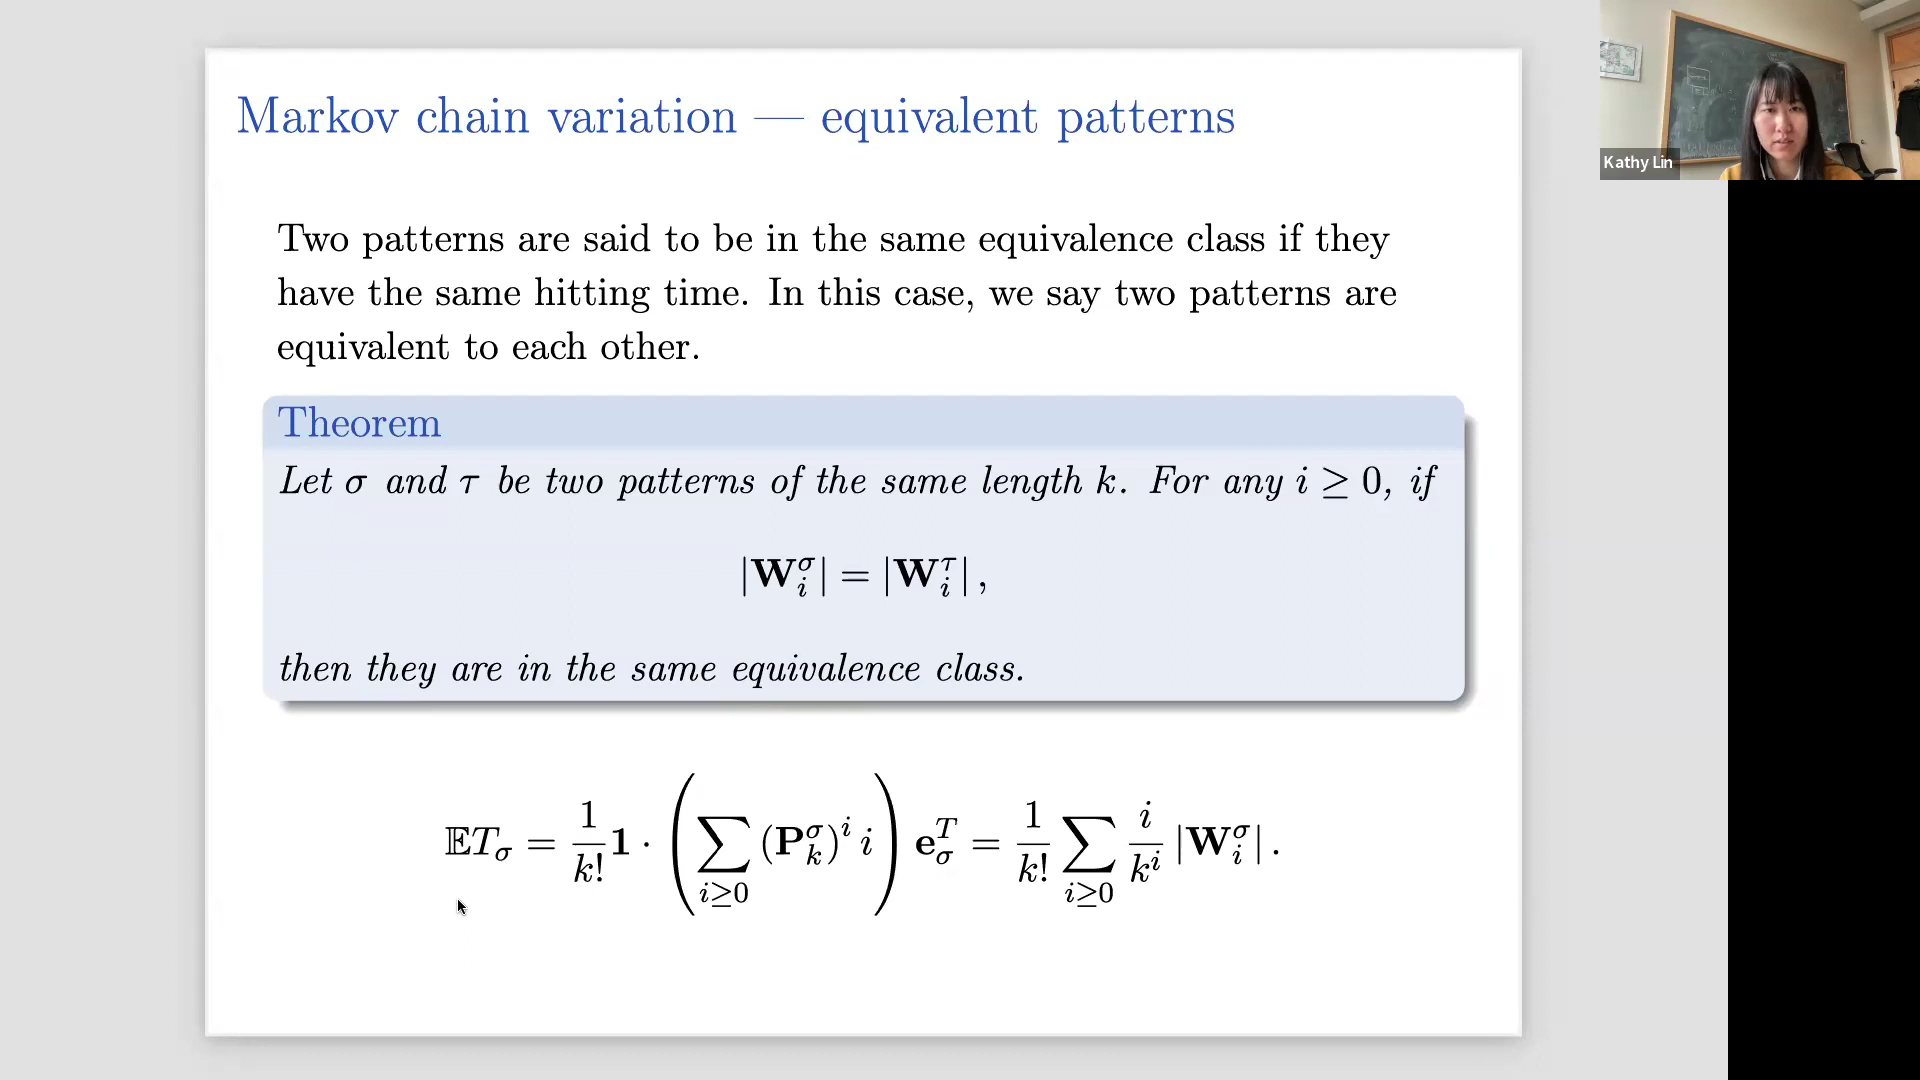 Markov chain variation — equivalent patterns
Kathy Lin
Two patterns are said to be in the same equivalence class if they
have the same hitting time. In this case, we say two patterns are
equivalent to each other.
Theorem
Let σ and τ be two patterns of the same length k. For any i ≥ 0, if
|𝐖_i^σ| = |𝐖_i^τ|,
then they are in the same equivalence class.
𝔼T_σ = \frac{1}{k!} 𝟏 · ( ∑_{i≥0} (𝐏_k^σ)^i i ) 𝐞_σ^T = \frac{1}{k!} ∑_{i≥0} \frac{i}{k^i} |𝐖_i^σ|.